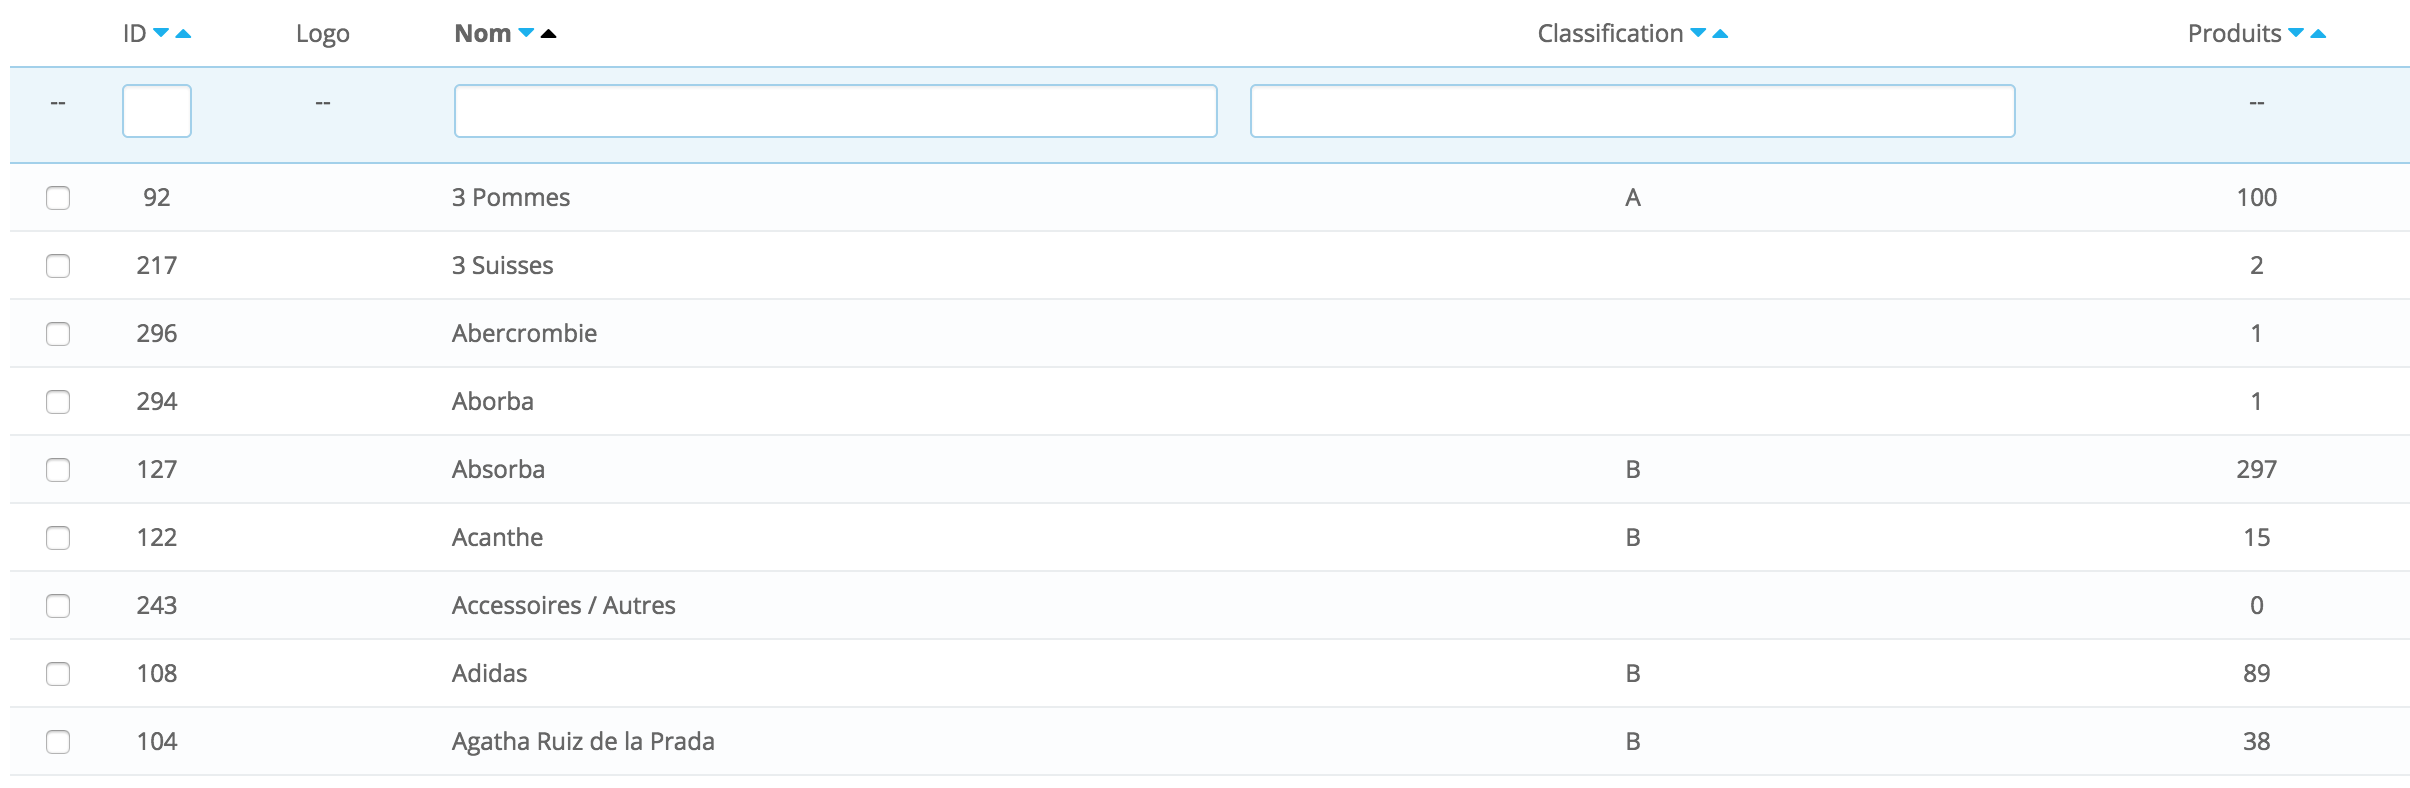 ID Logo Nom Classification Produits
-- -- --
92 3 Pommes A 100
217 3 Suisses 2
296 Abercrombie 1
294 Aborba 1
127 Absorba B 297
122 Acanthe B 15
243 Accessoires / Autres 0
108 Adidas B 89
104 Agatha Ruiz de la Prada B 38